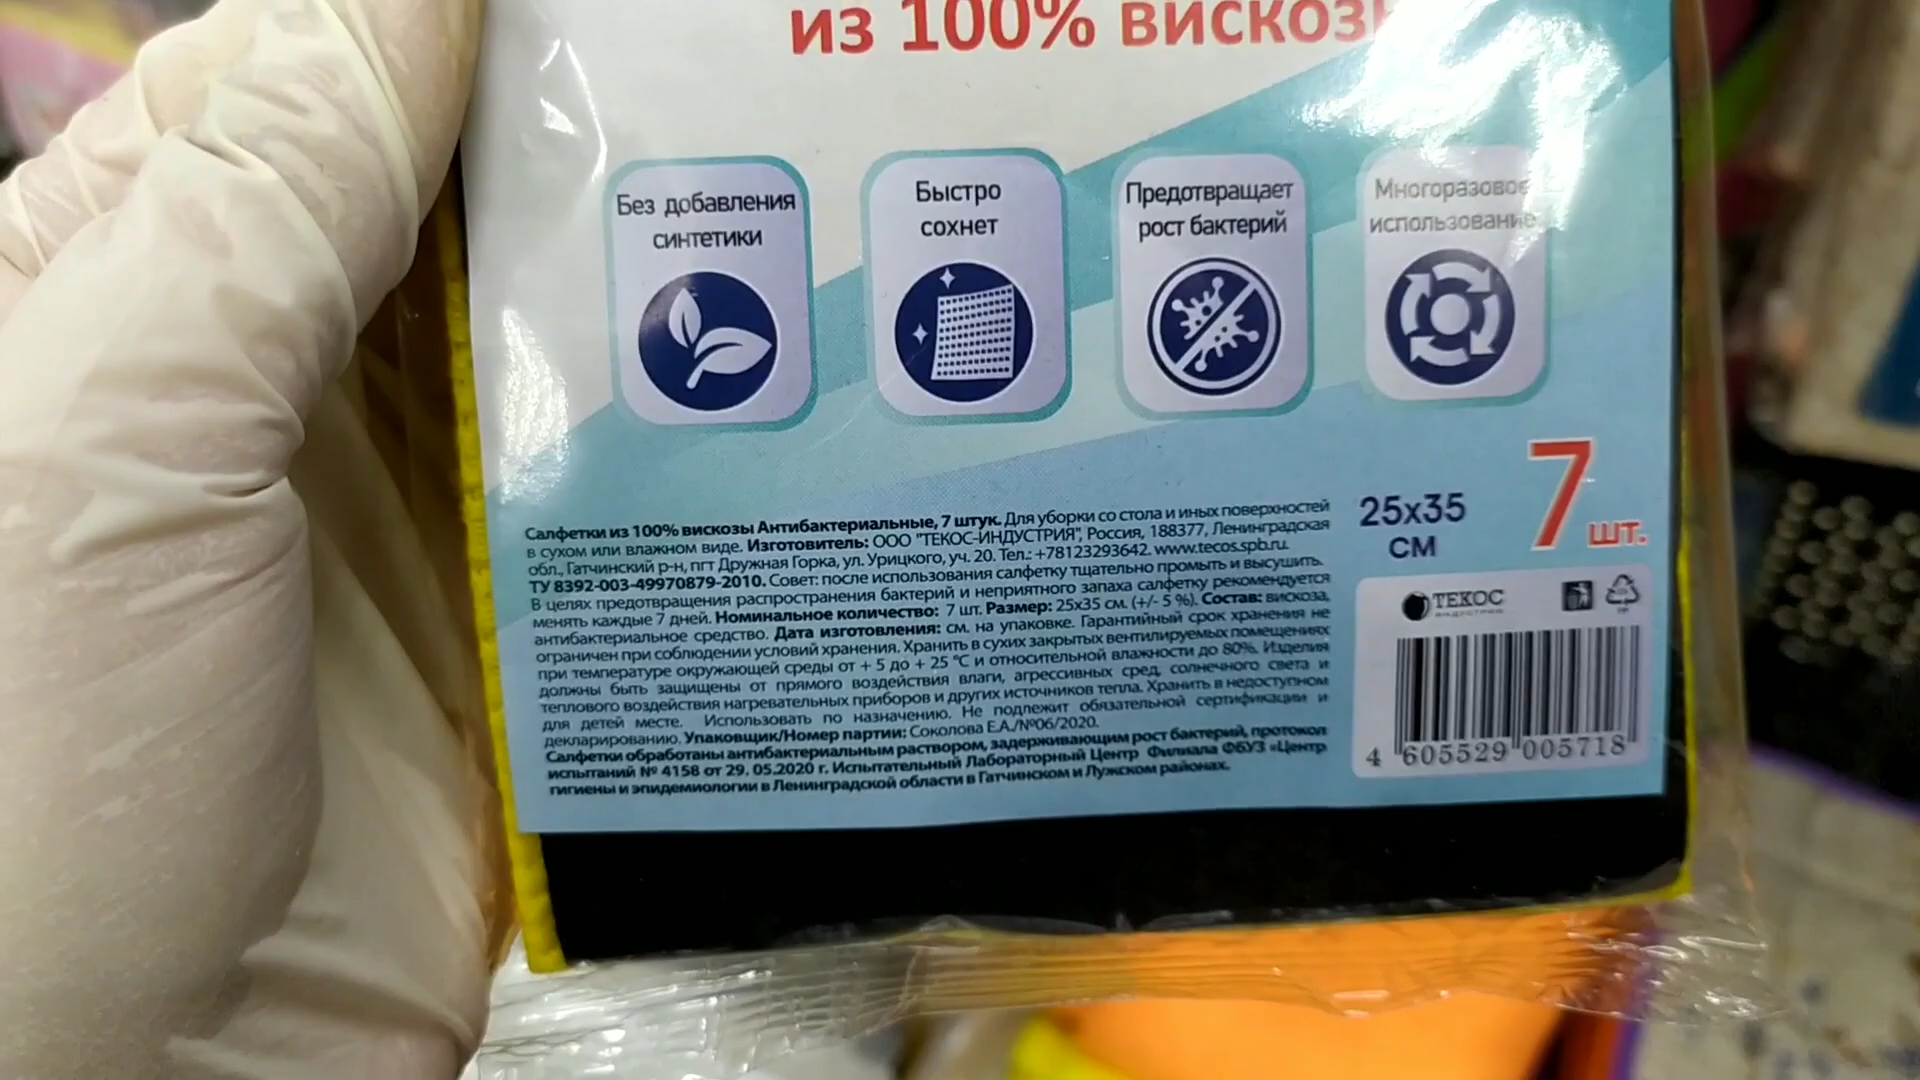 из 100% вискозы
Без добавления
синтетики
Быстро
сохнет
Предотвращает
рост бактерий
Многоразовое
использование
Салфетки из 100% вискозы Антибактериальные, 7 штук. Для уборки со стола и иных поверхностей
в сухом или влажном виде. Изготовитель: ООО "ТЕКОС-ИНДУСТРИЯ", Россия, 188377, Ленинградская
обл., Гатчинский р-н, пгт Дружная Горка, ул. Урицкого, уч. 20. Тел.: +78123293642. www.tecos.spb.ru.
ТУ 8392-003-49970879-2010. Совет: после использования салфетку тщательно промыть и высушить.
В целях предотвращения распространения бактерий и неприятного запаха салфетку рекомендуется
менять каждые 7 дней. Номинальное количество: 7 шт. Размер: 25х35 см. (+/- 5 %). Состав: вискоза,
антибактериальное средство. Дата изготовления: см. на упаковке. Гарантийный срок хранения не
ограничен при соблюдении условий хранения. Хранить в сухих закрытых вентилируемых помещениях
при температуре окружающей среды от + 5 до + 25 °С и относительной влажности до 80%. Изделия
должны быть защищены от прямого воздействия влаги, агрессивных сред, солнечного света и
теплового воздействия нагревательных приборов и других источников тепла. Хранить в недоступном
для детей месте. Использовать по назначению. Не подлежит обязательной сертификации и
декларированию. Упаковщик/Номер партии: Соколова Е.А./№06/2020.
Салфетки обработаны антибактериальным раствором, задерживающим рост бактерий, протокол
испытаний № 4158 от 29. 05.2020 г. Испытательный Лабораторный Центр Филиала ФБУЗ «Центр
гигиены и эпидемиологии в Ленинградской области в Гатчинском и Лужском районах.
25х35
СМ
7 шт.
ТЕКОС
ИНДУСТРИЯ
4 605529 005718